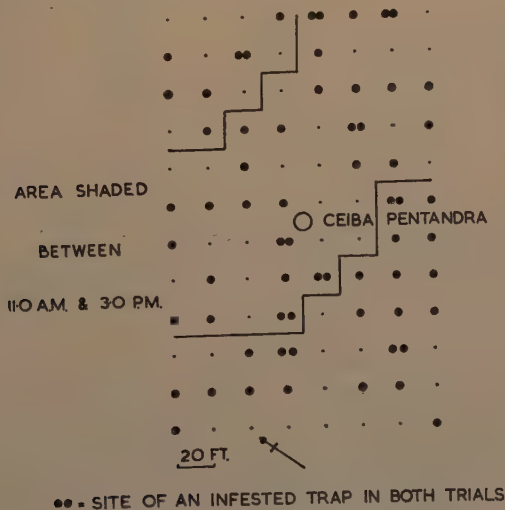 AREA SHADED
BETWEEN
11·0 A.M. & 3·0 P.M.
CEIBA PENTANDRA
20 FT.
●● = SITE OF AN INFESTED TRAP IN BOTH TRIALS